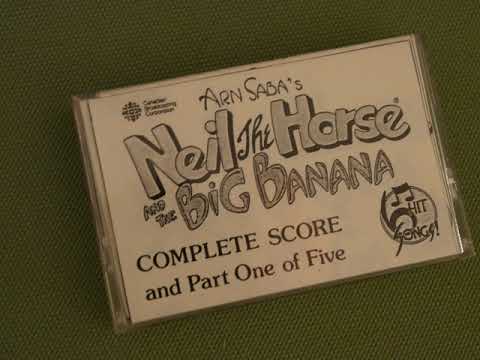 Canadian
Broadcasting
Corporation
ARN SABA's
Neil The Horse
AND THE BIG BANANA
COMPLETE SCORE
and Part One of Five
5 HIT
SONGS!